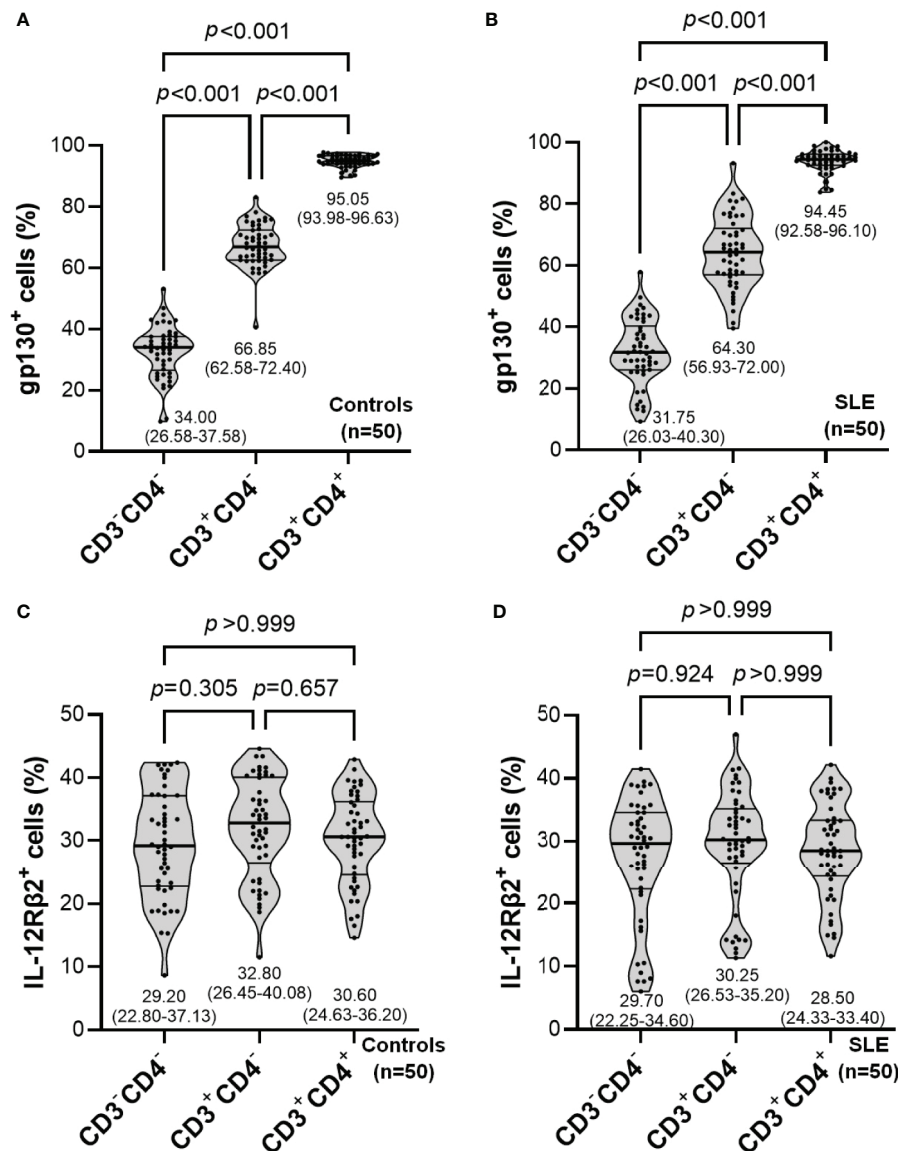 A
p<0.001
p<0.001 p<0.001
gp130+ cells (%)
100
80
60
40
20
0
95.05
(93.98-96.63)
66.85
(62.58-72.40)
34.00
(26.58-37.58)
Controls
(n=50)
CD3-CD4-
CD3+CD4-
CD3+CD4+
B
p<0.001
p<0.001 p<0.001
gp130+ cells (%)
100
80
60
40
20
0
94.45
(92.58-96.10)
64.30
(56.93-72.00)
31.75
(26.03-40.30)
SLE
(n=50)
CD3-CD4-
CD3+CD4-
CD3+CD4+
C
p>0.999
p=0.305 p=0.657
IL-12Rβ2+ cells (%)
50
40
30
20
10
0
29.20
(22.80-37.13)
32.80
(26.45-40.08)
30.60
(24.63-36.20)
Controls
(n=50)
CD3-CD4-
CD3+CD4-
CD3+CD4+
D
p>0.999
p=0.924 p>0.999
IL-12Rβ2+ cells (%)
50
40
30
20
10
0
29.70
(22.25-34.60)
30.25
(26.53-35.20)
28.50
(24.33-33.40)
SLE
(n=50)
CD3-CD4-
CD3+CD4-
CD3+CD4+